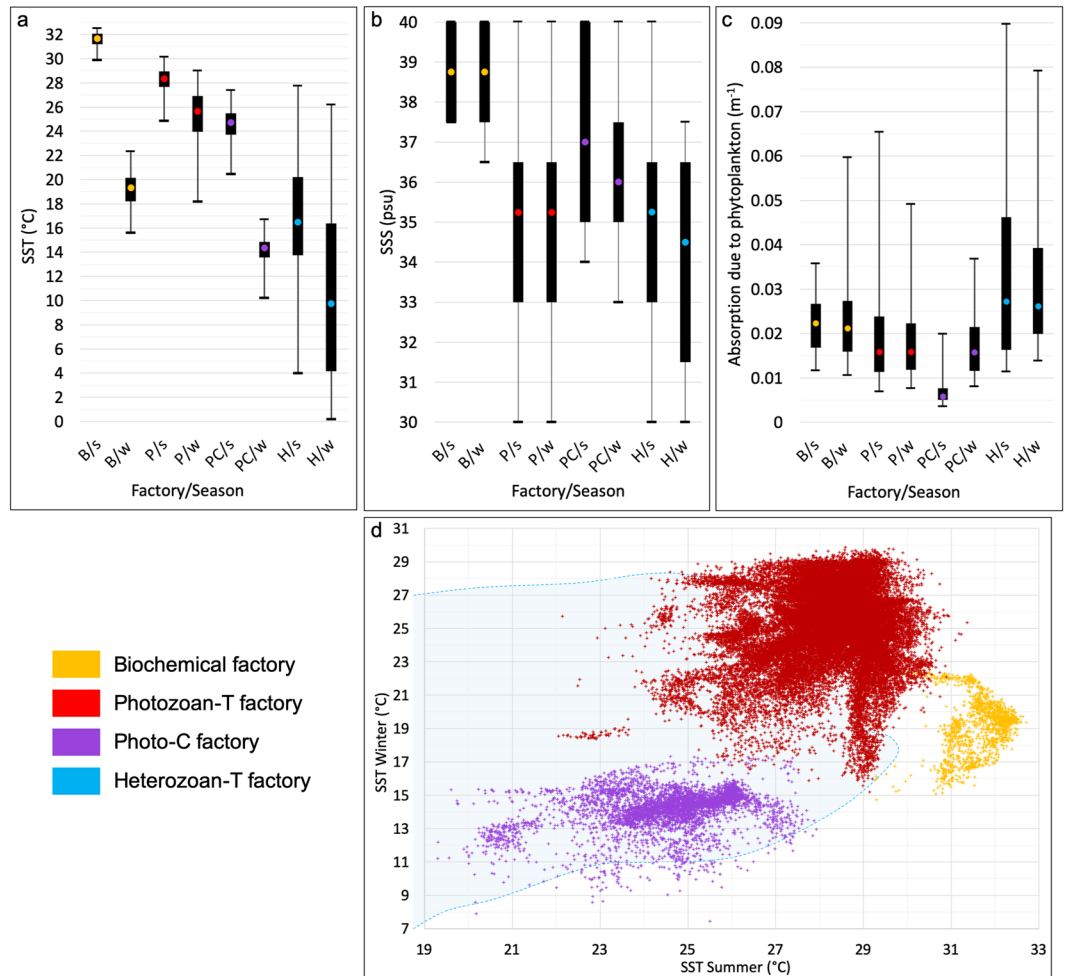 a
32
30
28
26
24
22
20
18
16
14
12
10
8
6
4
2
0
SST (°C)
B/s B/w P/s P/w PC/s PC/w H/s H/w
Factory/Season
b
40
39
38
37
36
35
34
33
32
31
30
SSS (psu)
B/s B/w P/s P/w PC/s PC/w H/s H/w
Factory/Season
c
0.09
0.08
0.07
0.06
0.05
0.04
0.03
0.02
0.01
0
Absorption due to phytoplankton (m⁻¹)
B/s B/w P/s P/w PC/s PC/w H/s H/w
Factory/Season
Biochemical factory
Photozoan-T factory
Photo-C factory
Heterozoan-T factory
d
31
29
27
25
23
21
19
17
15
13
11
9
7
SST Winter (°C)
19 21 23 25 27 29 31 33
SST Summer (°C)